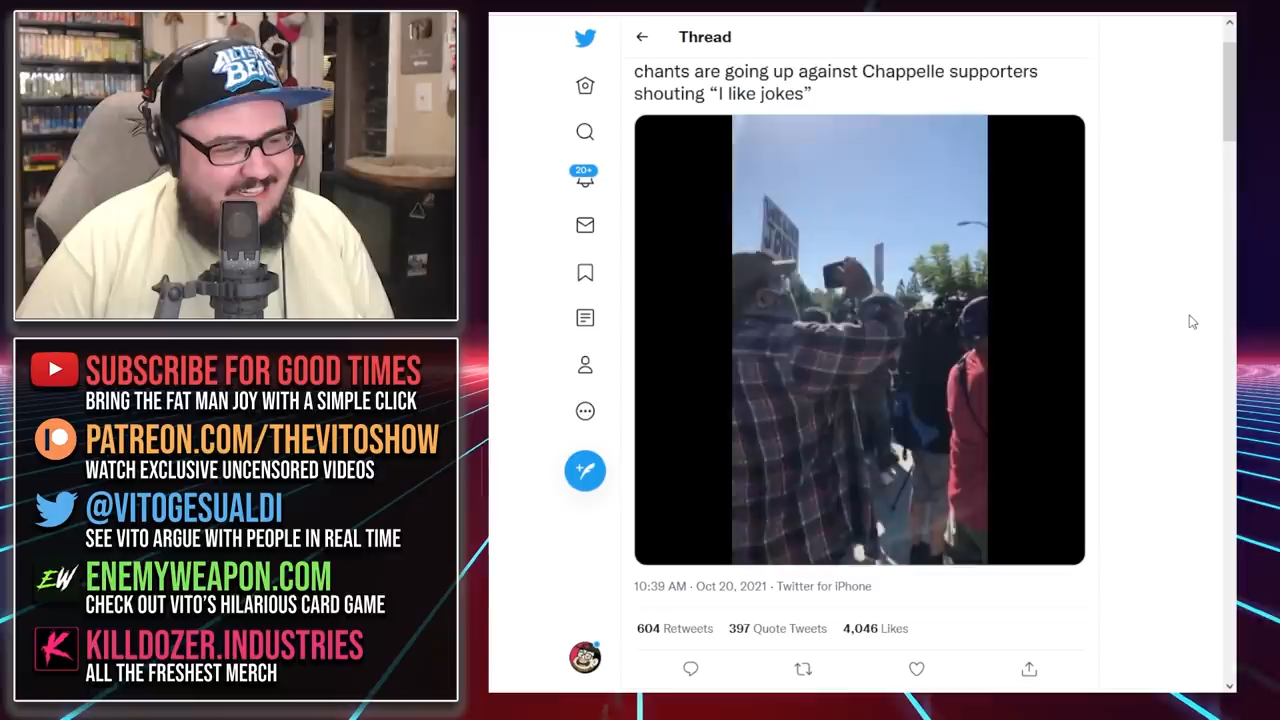 ALTERED
BEAST
SUBSCRIBE FOR GOOD TIMES
BRING THE FAT MAN JOY WITH A SIMPLE CLICK
PATREON.COM/THEVITOSHOW
WATCH EXCLUSIVE UNCENSORED VIDEOS
@VITOGESUALDI
SEE VITO ARGUE WITH PEOPLE IN REAL TIME
EW
ENEMYWEAPON.COM
CHECK OUT VITO'S HILARIOUS CARD GAME
K
KILLDOZER.INDUSTRIES
ALL THE FRESHEST MERCH
Thread
chants are going up against Chappelle supporters
shouting “I like jokes”
20+
10:39 AM · Oct 20, 2021 · Twitter for iPhone
604 Retweets 397 Quote Tweets 4,046 Likes